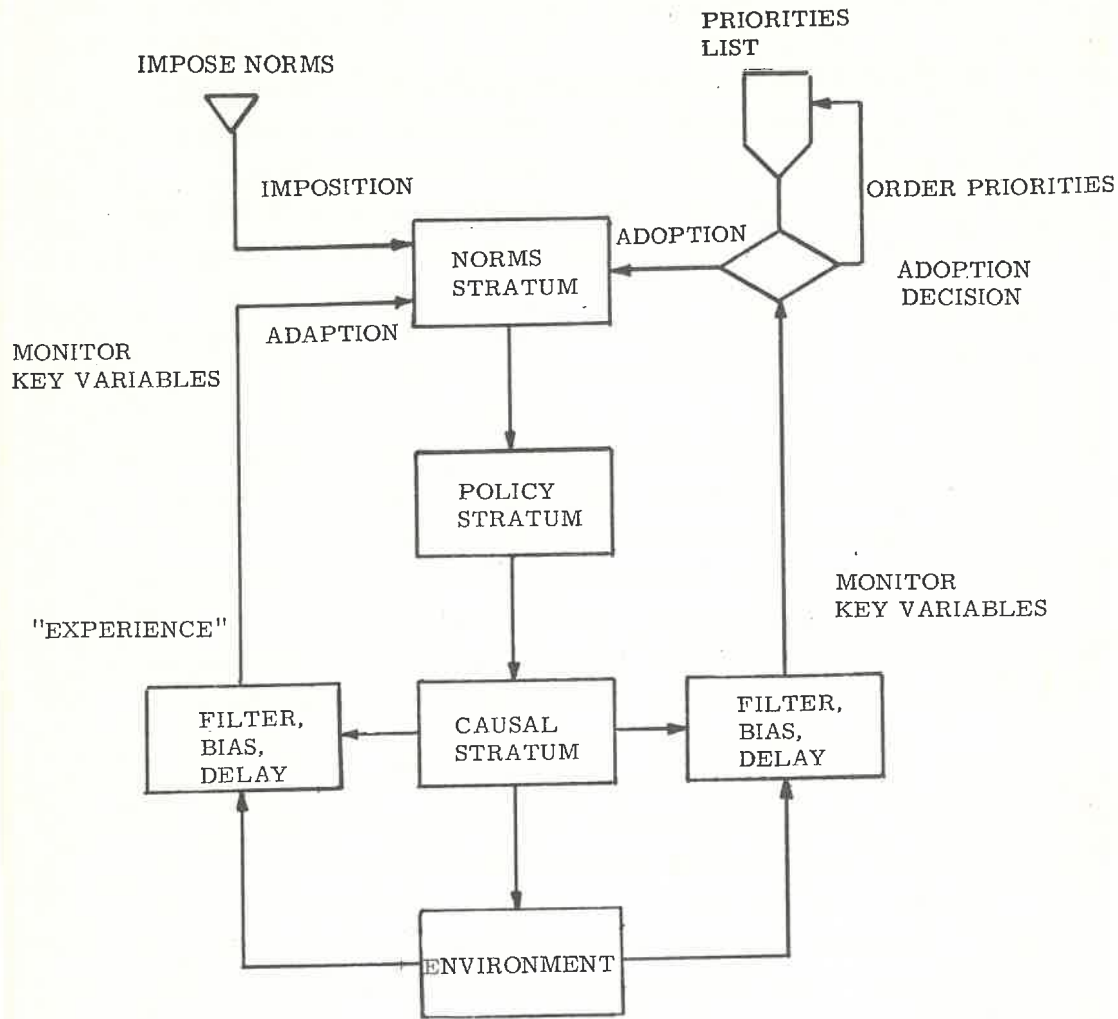 PRIORITIES
LIST
IMPOSE NORMS
IMPOSITION
ORDER PRIORITIES
ADOPTION
NORMS
STRATUM
ADOPTION
DECISION
ADAPTION
MONITOR
KEY VARIABLES
POLICY
STRATUM
MONITOR
KEY VARIABLES
"EXPERIENCE"
FILTER,
BIAS,
DELAY
CAUSAL
STRATUM
FILTER,
BIAS,
DELAY
ENVIRONMENT